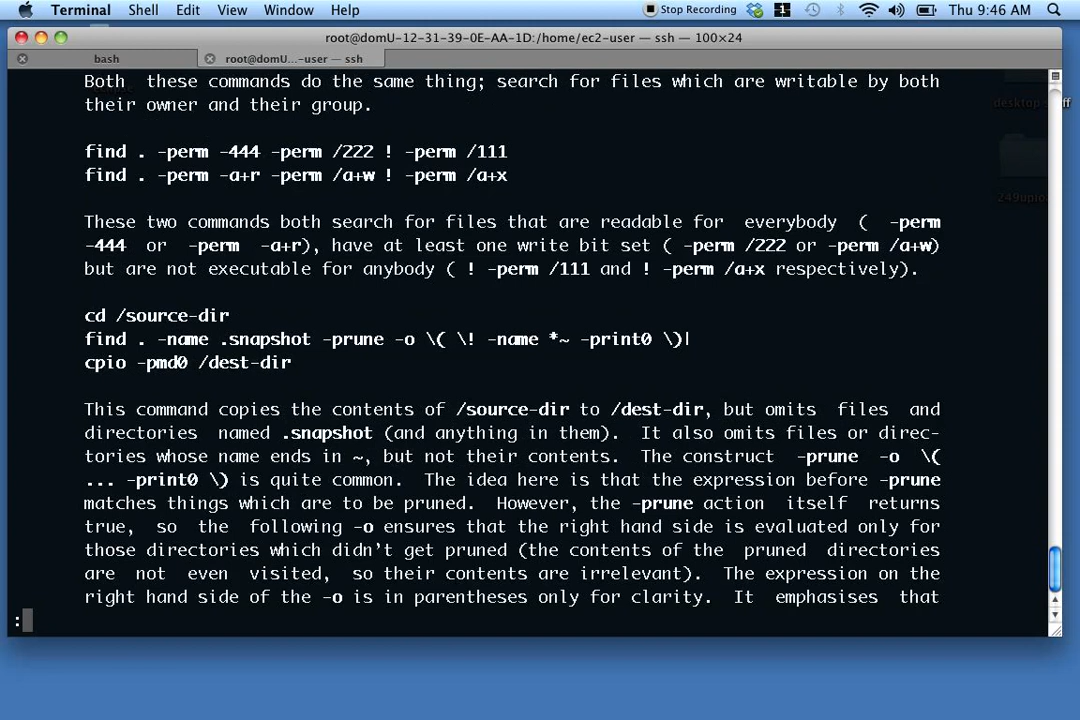 Terminal Shell Edit View Window Help Stop Recording 1 Thu 9:46 AM
root@domU-12-31-39-0E-AA-1D:/home/ec2-user — ssh — 100×24
bash root@domU...-user — ssh
Both these commands do the same thing; search for files which are writable by both
their owner and their group.
find . -perm -444 -perm /222 ! -perm /111
find . -perm -a+r -perm /a+w ! -perm /a+x
These two commands both search for files that are readable for everybody ( -perm
-444 or -perm -a+r), have at least one write bit set ( -perm /222 or -perm /a+w)
but are not executable for anybody ( ! -perm /111 and ! -perm /a+x respectively).
cd /source-dir
find . -name .snapshot -prune -o \( \! -name *~ -print0 \)|
cpio -pmd0 /dest-dir
This command copies the contents of /source-dir to /dest-dir, but omits files and
directories named .snapshot (and anything in them). It also omits files or direc-
tories whose name ends in ~, but not their contents. The construct -prune -o \(
... -print0 \) is quite common. The idea here is that the expression before -prune
matches things which are to be pruned. However, the -prune action itself returns
true, so the following -o ensures that the right hand side is evaluated only for
those directories which didn't get pruned (the contents of the pruned directories
are not even visited, so their contents are irrelevant). The expression on the
right hand side of the -o is in parentheses only for clarity. It emphasises that
: